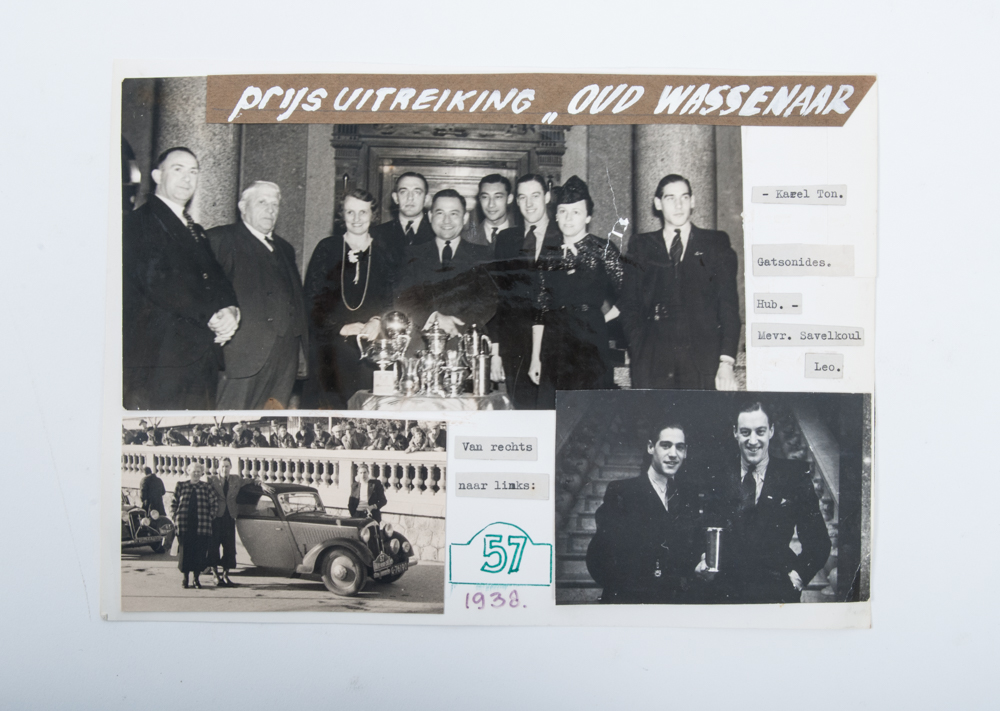 prijs UITREIKING „OUD WASSENAAR
- Karel Ton.
Gatsonides.
Hub. -
Mevr. Savelkoul
Leo.
Van rechts
naar links:
57
1938.